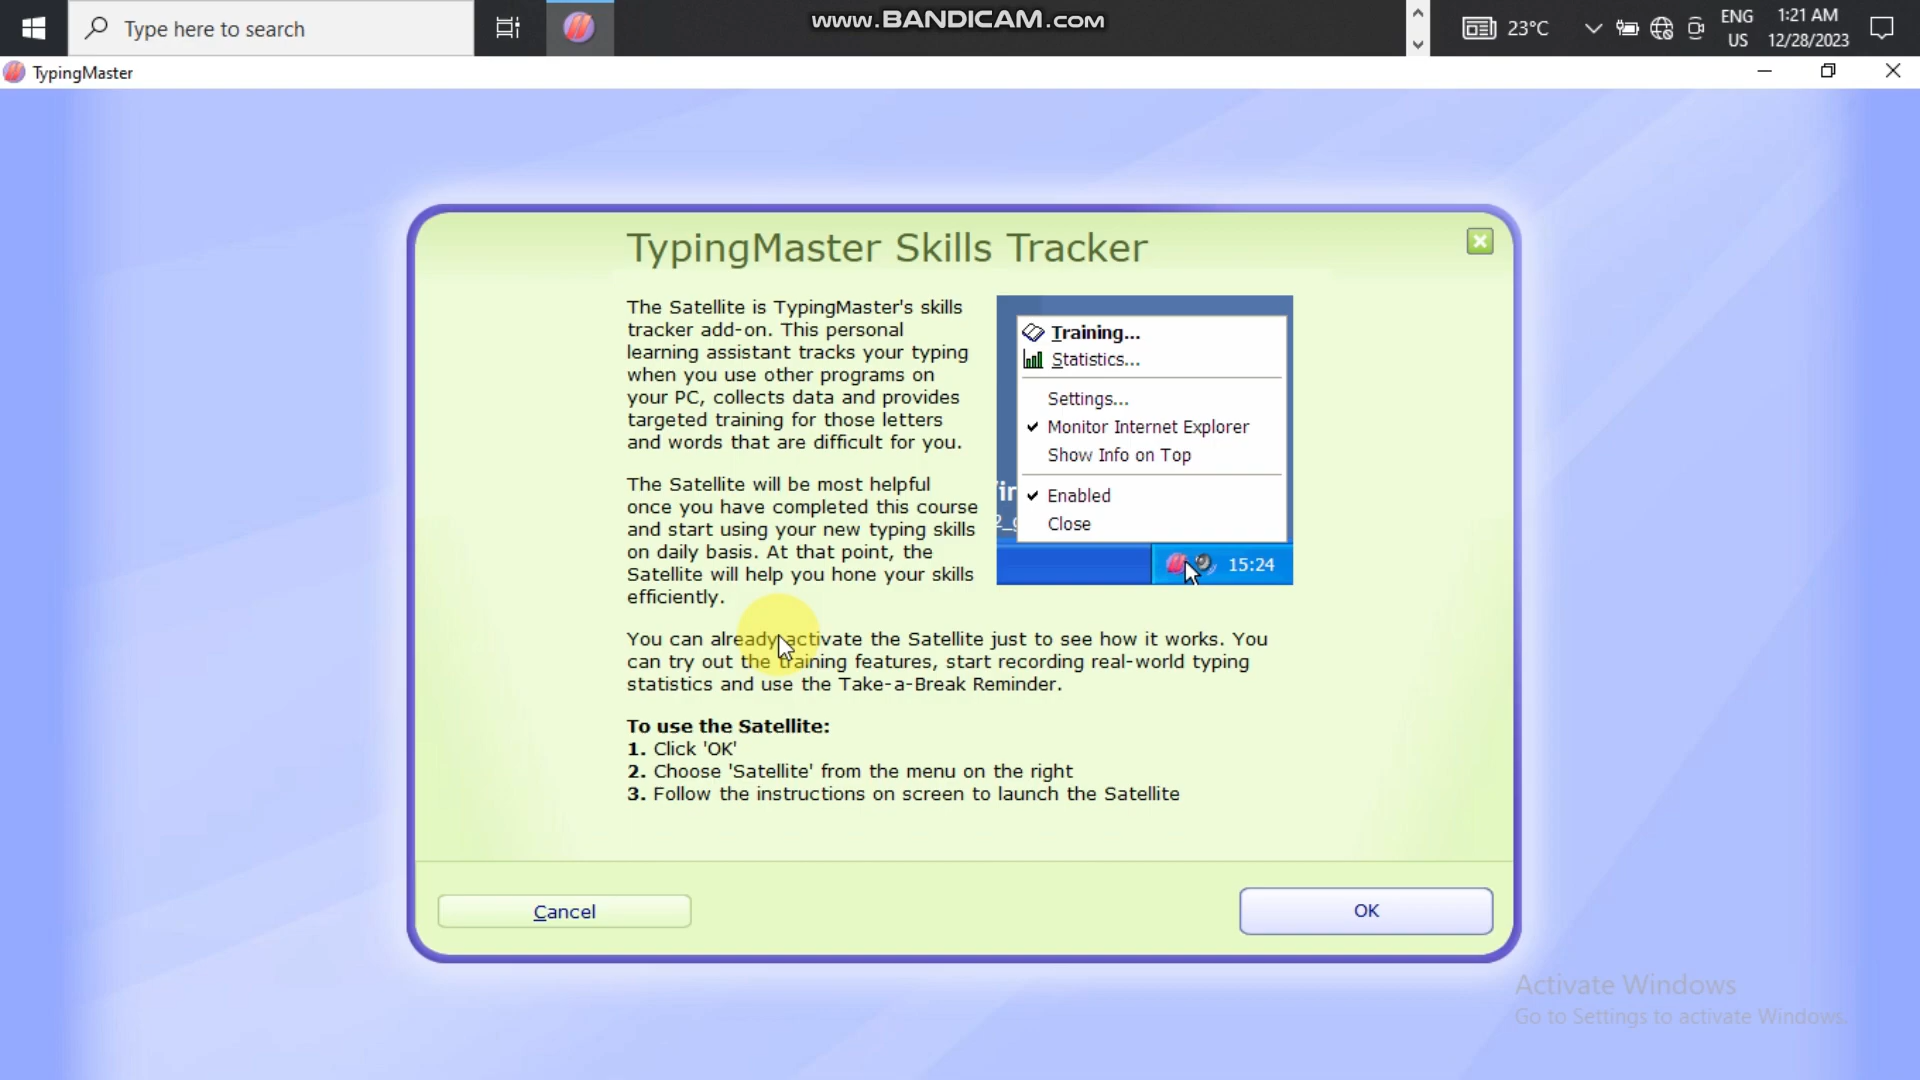 Type here to search
www.BANDICAM.com
23°C
ENG
US
1:21 AM
12/28/2023
TypingMaster
TypingMaster Skills Tracker
The Satellite is TypingMaster's skills
tracker add-on. This personal
learning assistant tracks your typing
when you use other programs on
your PC, collects data and provides
targeted training for those letters
and words that are difficult for you.
The Satellite will be most helpful
once you have completed this course
and start using your new typing skills
on daily basis. At that point, the
Satellite will help you hone your skills
efficiently.
Training...
Statistics...
Settings...
Monitor Internet Explorer
Show Info on Top
Enabled
Close
15:24
You can already activate the Satellite just to see how it works. You
can try out the training features, start recording real-world typing
statistics and use the Take-a-Break Reminder.
To use the Satellite:
1. Click 'OK'
2. Choose 'Satellite' from the menu on the right
3. Follow the instructions on screen to launch the Satellite
Cancel
OK
Activate Windows
Go to Settings to activate Windows.